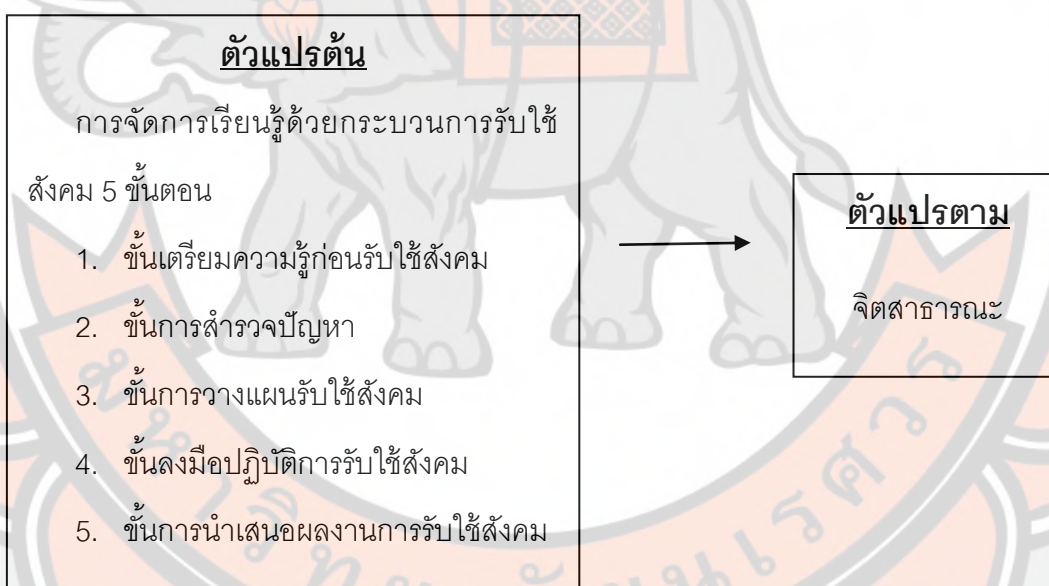 ตัวแปรต้น
การจัดการเรียนรู้ด้วยกระบวนการรับใช้
สังคม 5 ขั้นตอน
1. ขั้นเตรียมความรู้ก่อนรับใช้สังคม
2. ขั้นการสำรวจปัญหา
3. ขั้นการวางแผนรับใช้สังคม
4. ขั้นลงมือปฏิบัติการรับใช้สังคม
5. ขั้นการนำเสนอผลงานการรับใช้สังคม
ตัวแปรตาม
จิตสาธารณะ